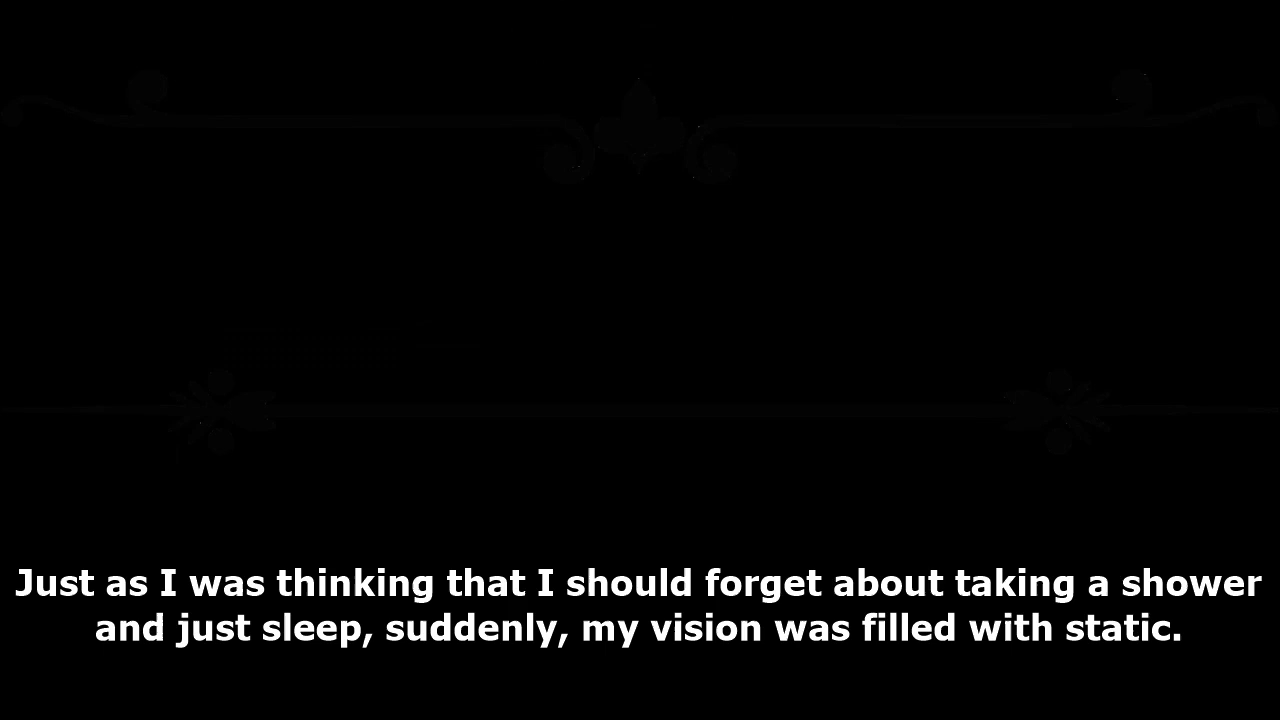 Just as I was thinking that I should forget about taking a shower
and just sleep, suddenly, my vision was filled with static.